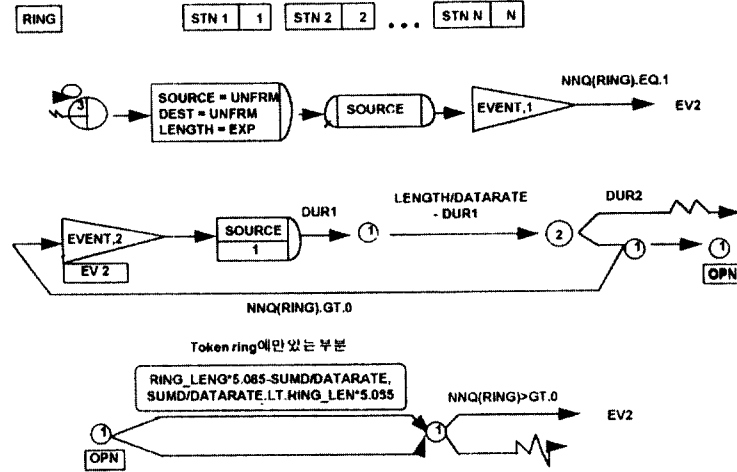 RING
STN 1 1 STN 2 2 ... STN N N
3
SOURCE = UNFRM
DEST = UNFRM
LENGTH = EXP
SOURCE
EVENT,1
NNQ(RING).EQ.1
EV2
EVENT,2
EV 2
SOURCE
1
DUR1
1
LENGTH/DATARATE
- DUR1
2
DUR2
1
1
OPN
NNQ(RING).GT.0
Token ring에만 있는 부분
RING_LENG*5.085-SUMD/DATARATE,
SUMD/DATARATE.LT.HING_LEN*5.035
1
OPN
1
NNQ(RING)>GT.0
EV2